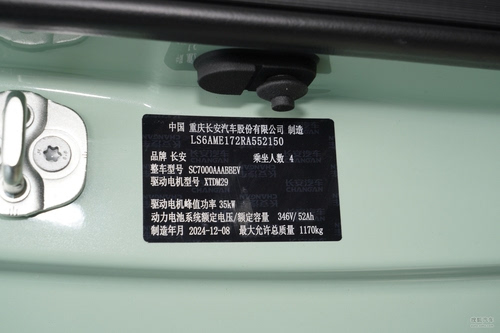 中国 重庆长安汽车股份有限公司 制造
LS6AME172RA552150
品牌 长安 乘坐人数 4
整车型号 SC7000AAABBEV
驱动电机型号 XTDM29
驱动电机峰值功率 35kW
动力电池系统额定电压/额定容量 346V/52Ah
制造年月 2024-12-08 最大允许总质量 1170kg